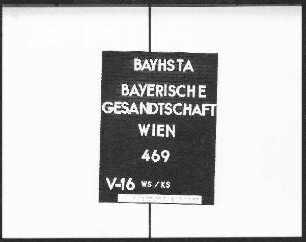 BAYHSTA
BAYERISCHE
GESANDTSCHAFT
WIEN
469
V-16 WS/KS